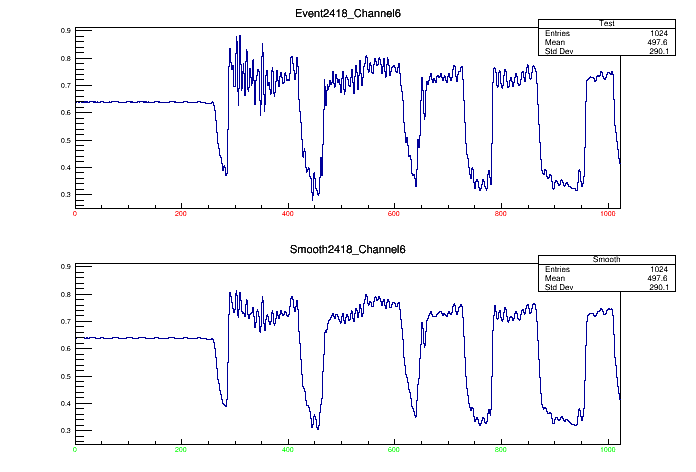 Event2418_Channel6
Test
Entries 1024
Mean 497.6
Std Dev 290.1
0.9
0.8
0.7
0.6
0.5
0.4
0.3
0 200 400 600 800 1000
Smooth2418_Channel6
Smooth
Entries 1024
Mean 497.6
Std Dev 290.1
0.9
0.8
0.7
0.6
0.5
0.4
0.3
0 200 400 600 800 1000